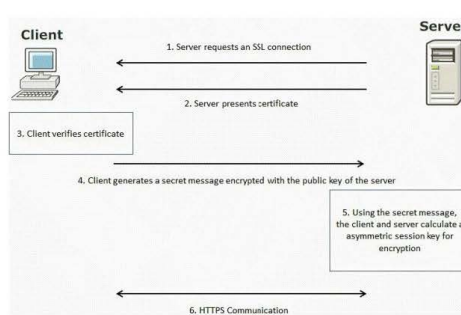 Client
Serve
1. Server requests an SSL connection
2. Server presents certificate
3. Client verifies certificate
4. Client generates a secret message encrypted with the public key of the server
5. Using the secret message,
the client and server calculate a
asymmetric session key for
encryption
6. HTTPS Communication